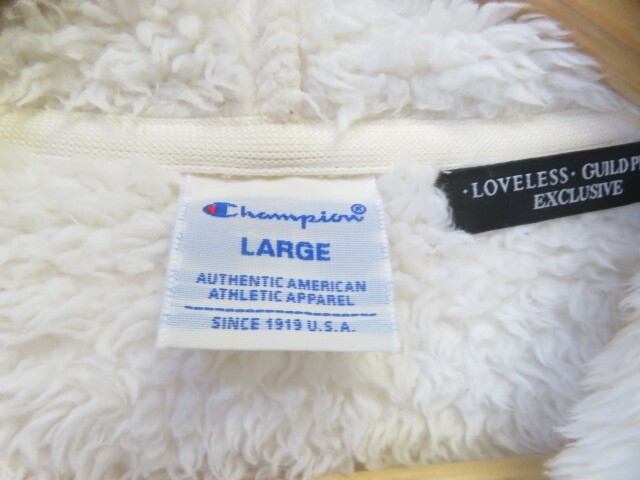 Champion®
LARGE
AUTHENTIC AMERICAN
ATHLETIC APPAREL
SINCE 1919 U.S.A.
·LOVELESS· GUILD
EXCLUSIVE